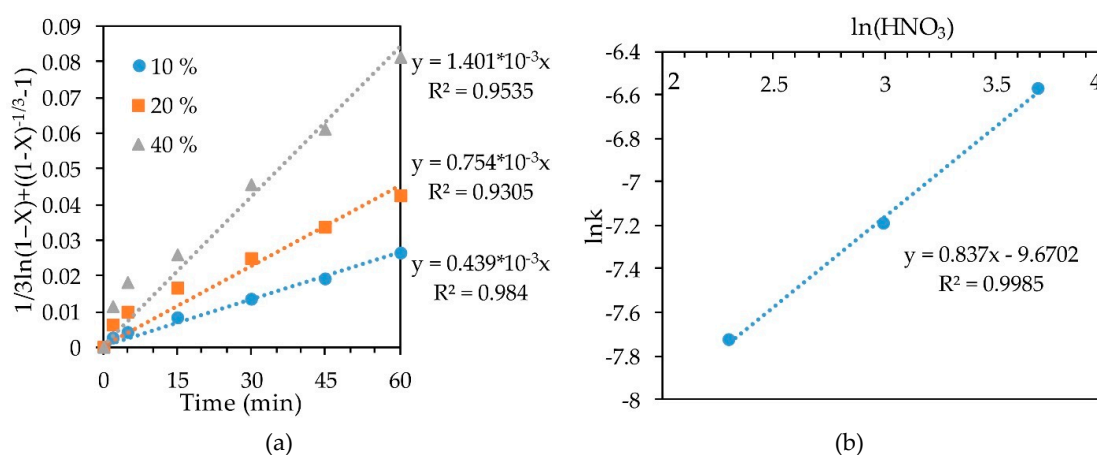 0.09
0.08
0.07
0.06
0.05
0.04
0.03
0.02
0.01
0
1/3ln(1−X)+((1-X)-1/3-1)
10 %
20 %
40 %
y = 1.401*10-3x
R² = 0.9535
y = 0.754*10-3x
R² = 0.9305
y = 0.439*10-3x
R² = 0.984
0 15 30 45 60
Time (min)
(a)
ln(HNO3)
2 2.5 3 3.5 4
-6.4
-6.6
-6.8
-7
-7.2
-7.4
-7.6
-7.8
-8
lnk
y = 0.837x - 9.6702
R² = 0.9985
(b)